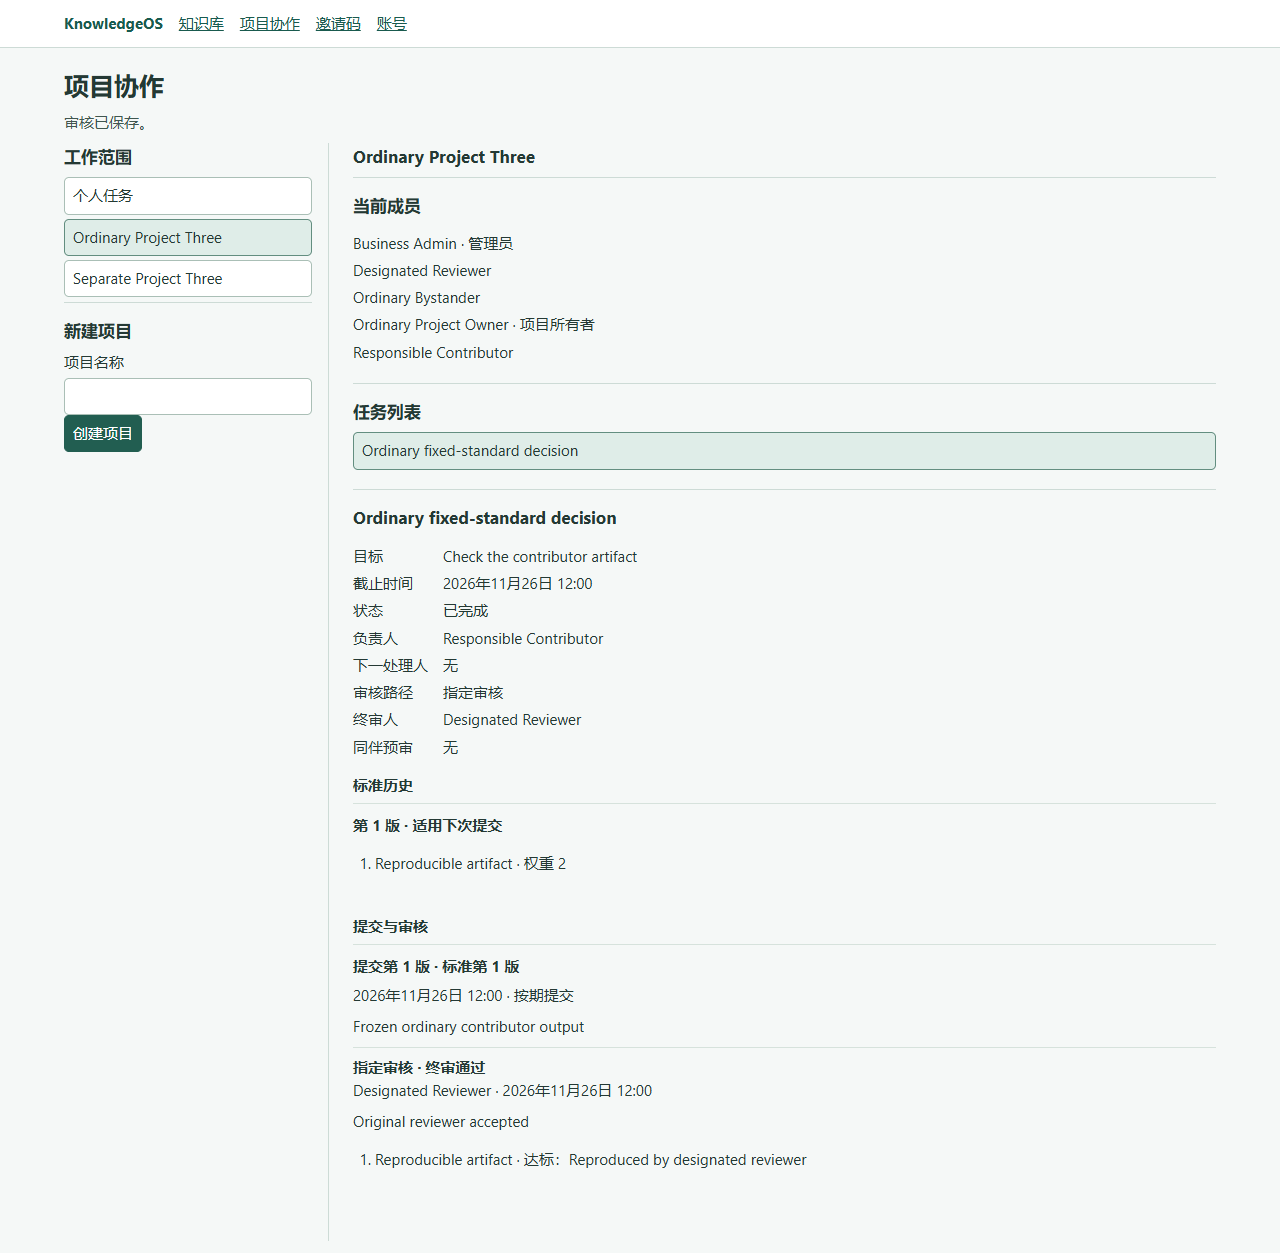 KnowledgeOS 知识库 项目协作 邀请码 账号
项目协作
审核已保存。
工作范围
个人任务
Ordinary Project Three
Separate Project Three
新建项目
项目名称
创建项目
Ordinary Project Three
当前成员
Business Admin · 管理员
Designated Reviewer
Ordinary Bystander
Ordinary Project Owner · 项目所有者
Responsible Contributor
任务列表
Ordinary fixed-standard decision
Ordinary fixed-standard decision
目标 Check the contributor artifact
截止时间 2026年11月26日 12:00
状态 已完成
负责人 Responsible Contributor
下一处理人 无
审核路径 指定审核
终审人 Designated Reviewer
同伴预审 无
标准历史
第 1 版 · 适用下次提交
1. Reproducible artifact · 权重 2
提交与审核
提交第 1 版 · 标准第 1 版
2026年11月26日 12:00 · 按期提交
Frozen ordinary contributor output
指定审核 · 终审通过
Designated Reviewer · 2026年11月26日 12:00
Original reviewer accepted
1. Reproducible artifact · 达标：Reproduced by designated reviewer